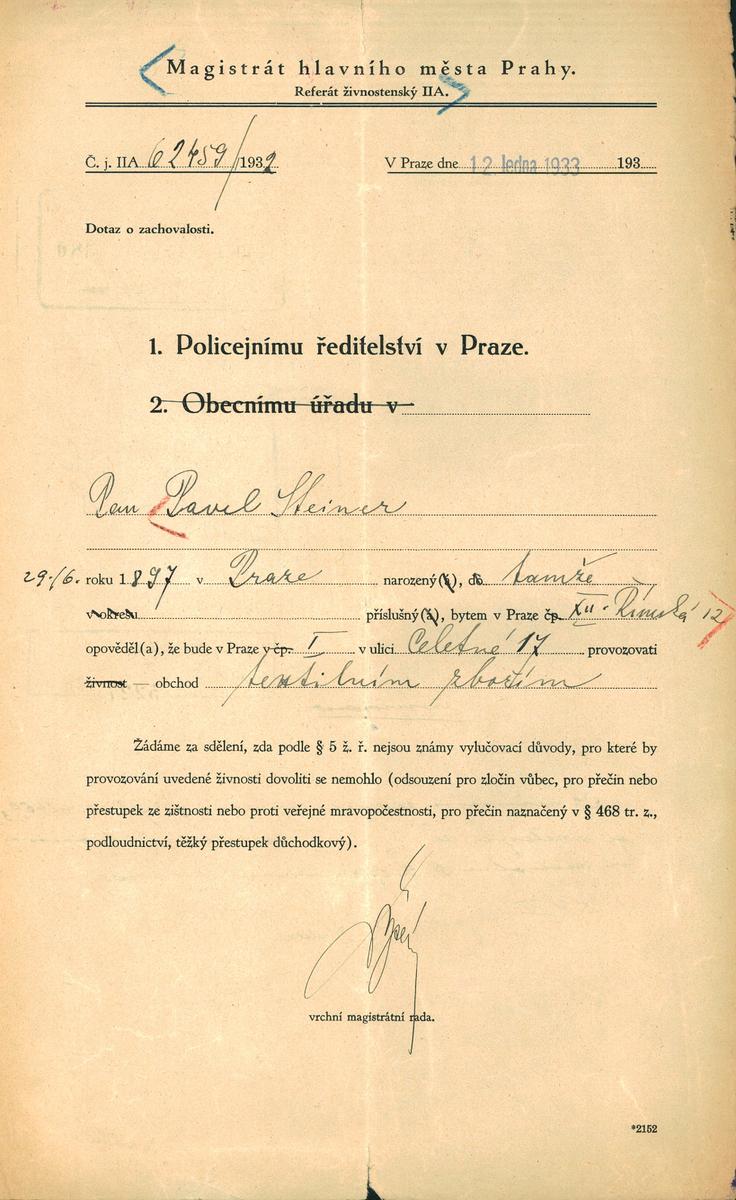 Magistrát hlavního města Prahy.
Referát živnostenský IIA.
Č. j. IIA 62459/1932
V Praze dne 12. ledna 1933 193
Dotaz o zachovalosti.
1. Policejnímu ředitelství v Praze.
2. Obecnímu úřadu v
Pan Pavel Steiner
29./6. roku 1897 v Praze narozený(á), do tamže
v okresu příslušný(á), bytem v Praze čp. XII. Římská 12
opověděl(a), že bude v Praze v čp. I v ulici Celetné 17 provozovati
živnost — obchod textilním zbožím
Žádáme za sdělení, zda podle § 5 ž. ř. nejsou známy vylučovací důvody, pro které by
provozování uvedené živnosti dovoliti se nemohlo (odsouzení pro zločin vůbec, pro přečin nebo
přestupek ze zištnosti nebo proti veřejné mravopočestnosti, pro přečin naznačený v § 468 tr. z.,
podloudnictví, těžký přestupek důchodkový).
vrchní magistrátní rada.
*2152